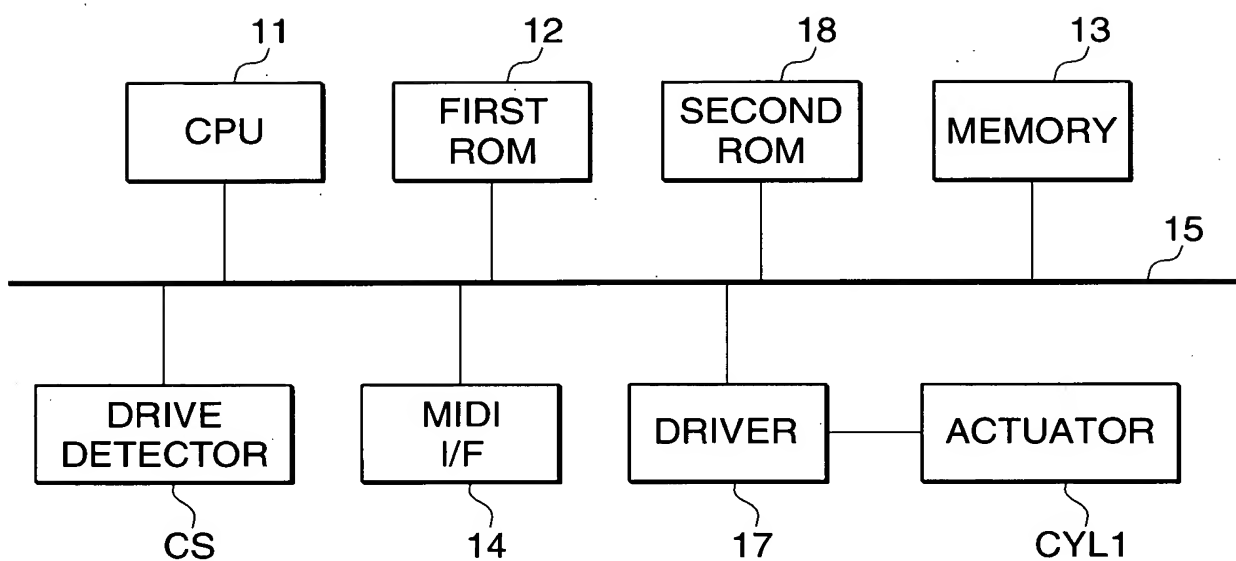 11
12
18
13
CPU
FIRST
ROM
SECOND
ROM
MEMORY
15
DRIVE
DETECTOR
MIDI
I/F
DRIVER
ACTUATOR
CS
14
17
CYL1